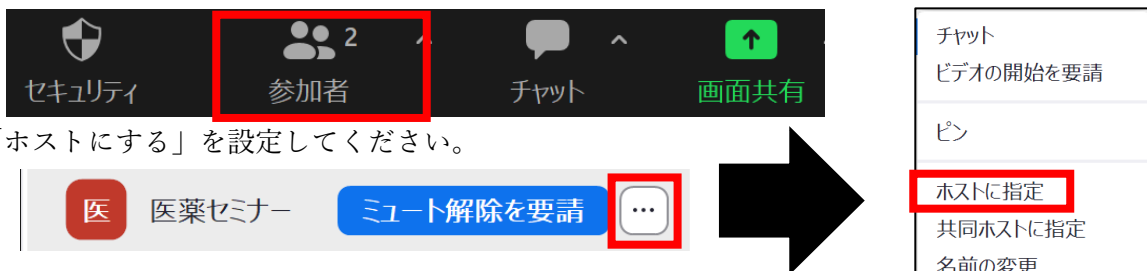 2
セキュリティ
参加者
チャット
画面共有
「ホストにする」を設定してください。
医 医薬セミナー ミュート解除を要請 …
チャット
ビデオの開始を要請
ピン
ホストに指定
共同ホストに指定
名前の変更